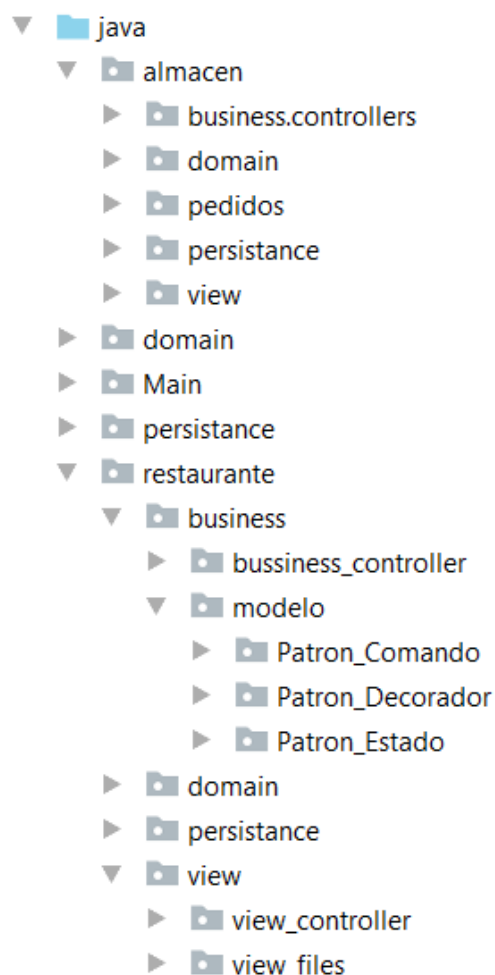 java
almacen
business.controllers
domain
pedidos
persistance
view
domain
Main
persistance
restaurante
business
bussiness_controller
modelo
Patron_Comando
Patron_Decorador
Patron_Estado
domain
persistance
view
view_controller
view_files